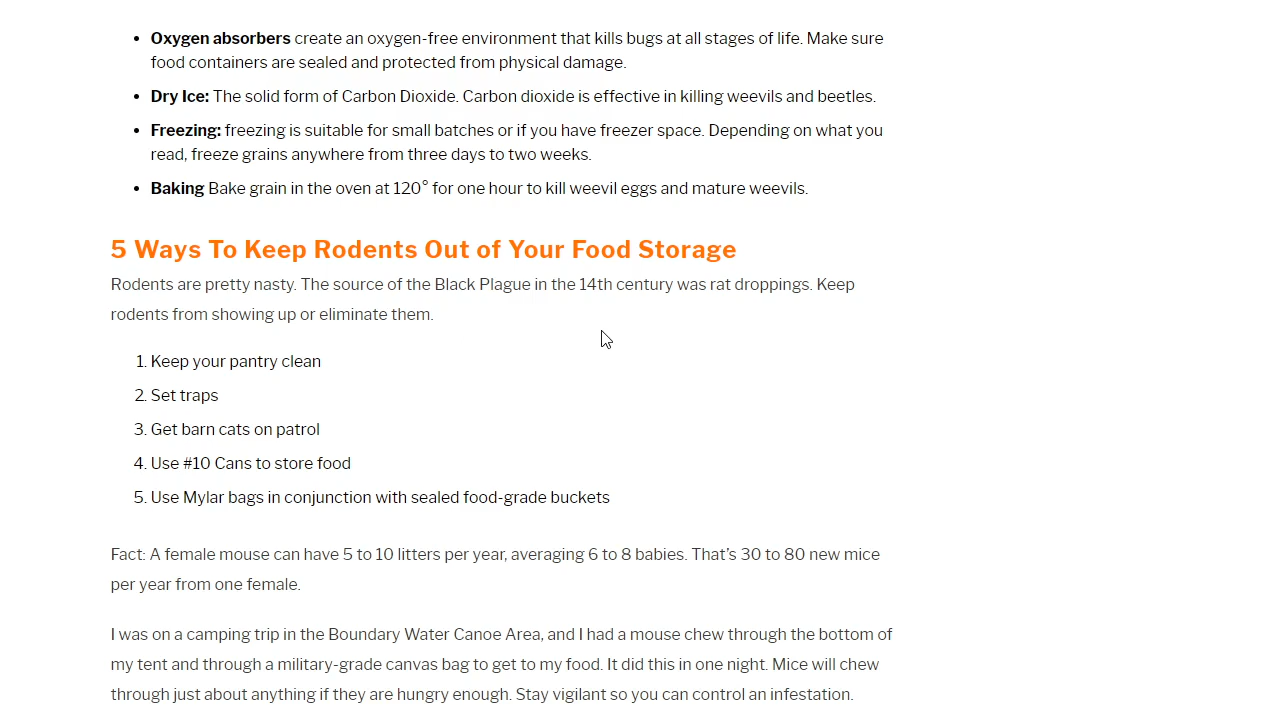 • Oxygen absorbers create an oxygen-free environment that kills bugs at all stages of life. Make sure
food containers are sealed and protected from physical damage.
• Dry Ice: The solid form of Carbon Dioxide. Carbon dioxide is effective in killing weevils and beetles.
• Freezing: freezing is suitable for small batches or if you have freezer space. Depending on what you
read, freeze grains anywhere from three days to two weeks.
• Baking Bake grain in the oven at 120° for one hour to kill weevil eggs and mature weevils.
5 Ways To Keep Rodents Out of Your Food Storage
Rodents are pretty nasty. The source of the Black Plague in the 14th century was rat droppings. Keep
rodents from showing up or eliminate them.
1. Keep your pantry clean
2. Set traps
3. Get barn cats on patrol
4. Use #10 Cans to store food
5. Use Mylar bags in conjunction with sealed food-grade buckets
Fact: A female mouse can have 5 to 10 litters per year, averaging 6 to 8 babies. That's 30 to 80 new mice
per year from one female.
I was on a camping trip in the Boundary Water Canoe Area, and I had a mouse chew through the bottom of
my tent and through a military-grade canvas bag to get to my food. It did this in one night. Mice will chew
through just about anything if they are hungry enough. Stay vigilant so you can control an infestation.